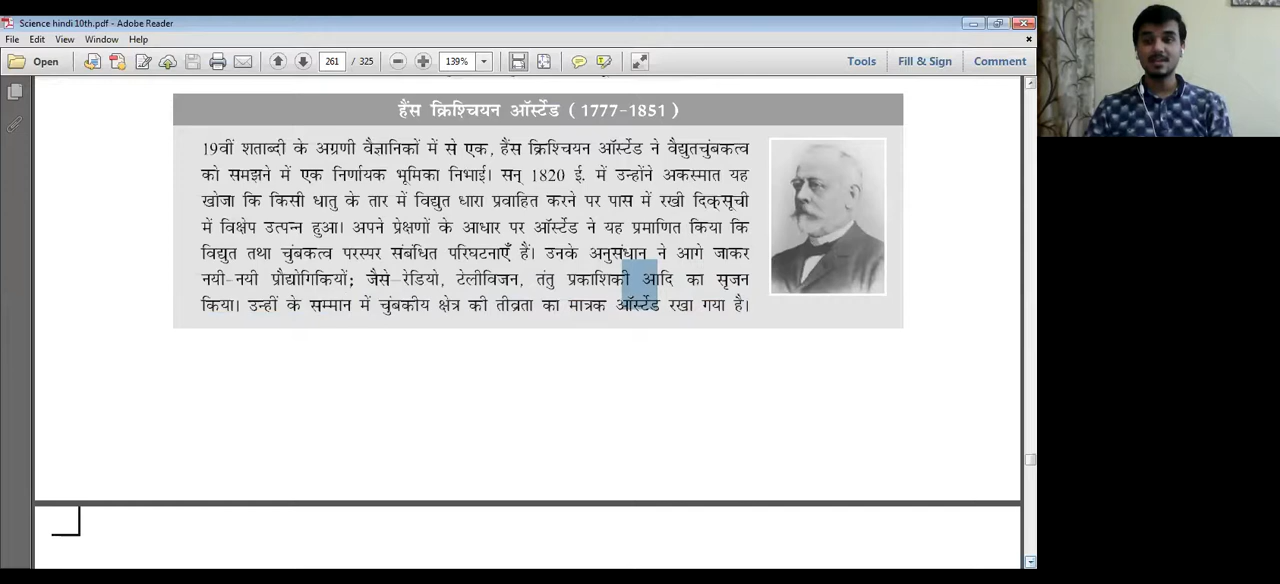 Science hindi 10th.pdf - Adobe Reader
File Edit View Window Help
Open 261 / 325 139% Tools Fill & Sign Comment
हैंस क्रिश्चियन ऑर्स्टेड (1777-1851)
19वीं शताब्दी के अग्रणी वैज्ञानिकों में से एक, हैंस क्रिश्चियन ऑर्स्टेड ने वैद्युतचुंबकत्व
को समझने में एक निर्णायक भूमिका निभाई। सन् 1820 ई. में उन्होंने अकस्मात यह
खोजा कि किसी धातु के तार में विद्युत धारा प्रवाहित करने पर पास में रखी दिक्सूची
में विक्षेप उत्पन्न हुआ। अपने प्रेक्षणों के आधार पर ऑर्स्टेड ने यह प्रमाणित किया कि
विद्युत तथा चुंबकत्व परस्पर संबंधित परिघटनाएँ हैं। उनके अनुसंधान ने आगे जाकर
नयी-नयी प्रौद्योगिकियों; जैसे-रेडियो, टेलीविजन, तंतु प्रकाशिकी आदि का सृजन
किया। उन्हीं के सम्मान में चुंबकीय क्षेत्र की तीव्रता का मात्रक ऑर्स्टेड रखा गया है।